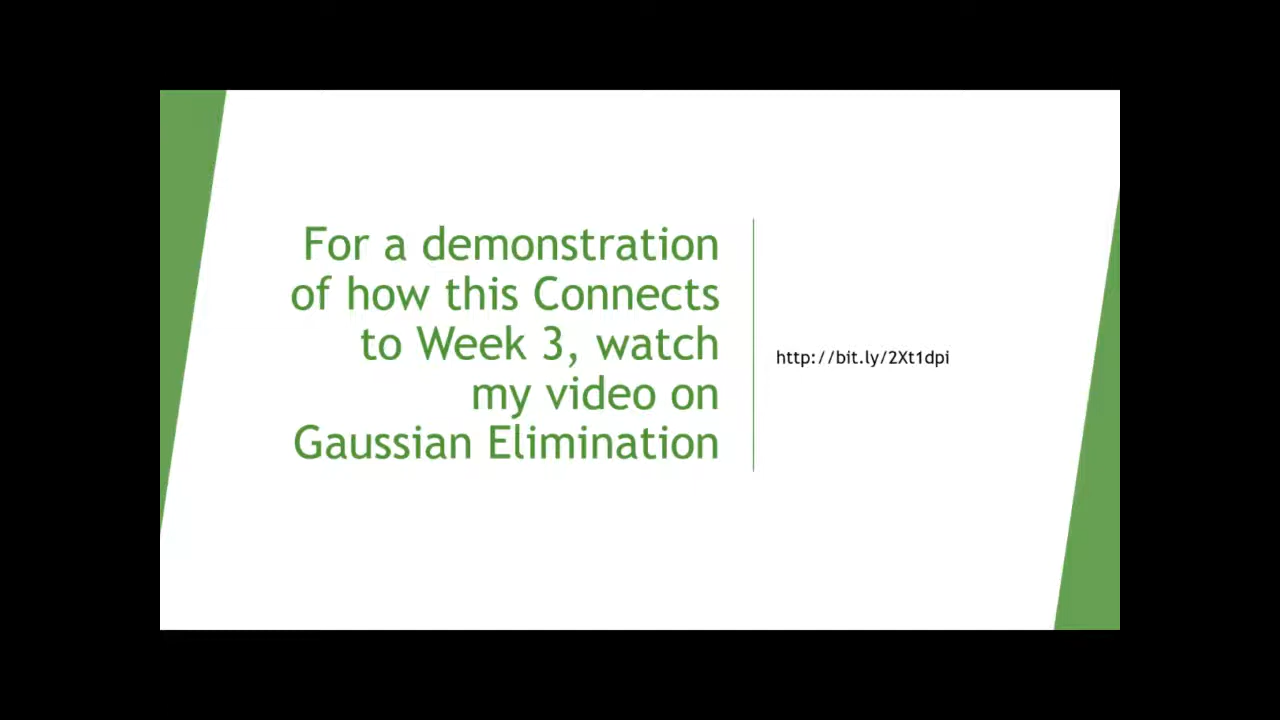 For a demonstration
of how this Connects
to Week 3, watch
my video on
Gaussian Elimination
http://bit.ly/2Xt1dpi